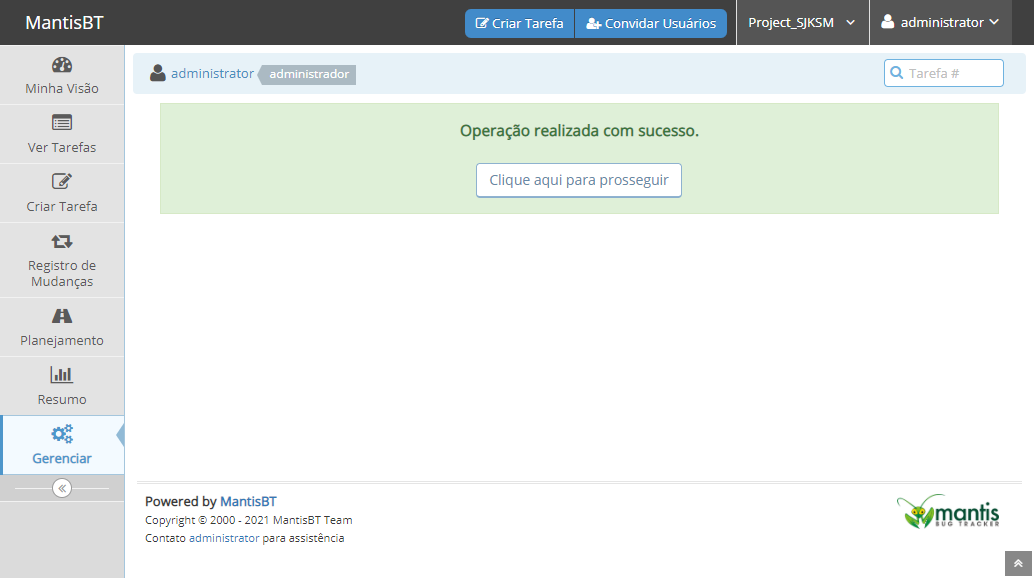 MantisBT
Criar Tarefa
Convidar Usuários
Project_SJKSM
administrator
Minha Visão
Ver Tarefas
Criar Tarefa
Registro de
Mudanças
Planejamento
Resumo
Gerenciar
administrator
administrador
Tarefa #
Operação realizada com sucesso.
Clique aqui para prosseguir
Powered by MantisBT
Copyright © 2000 - 2021 MantisBT Team
Contato administrator para assistência
mantis
BUG TRACKER